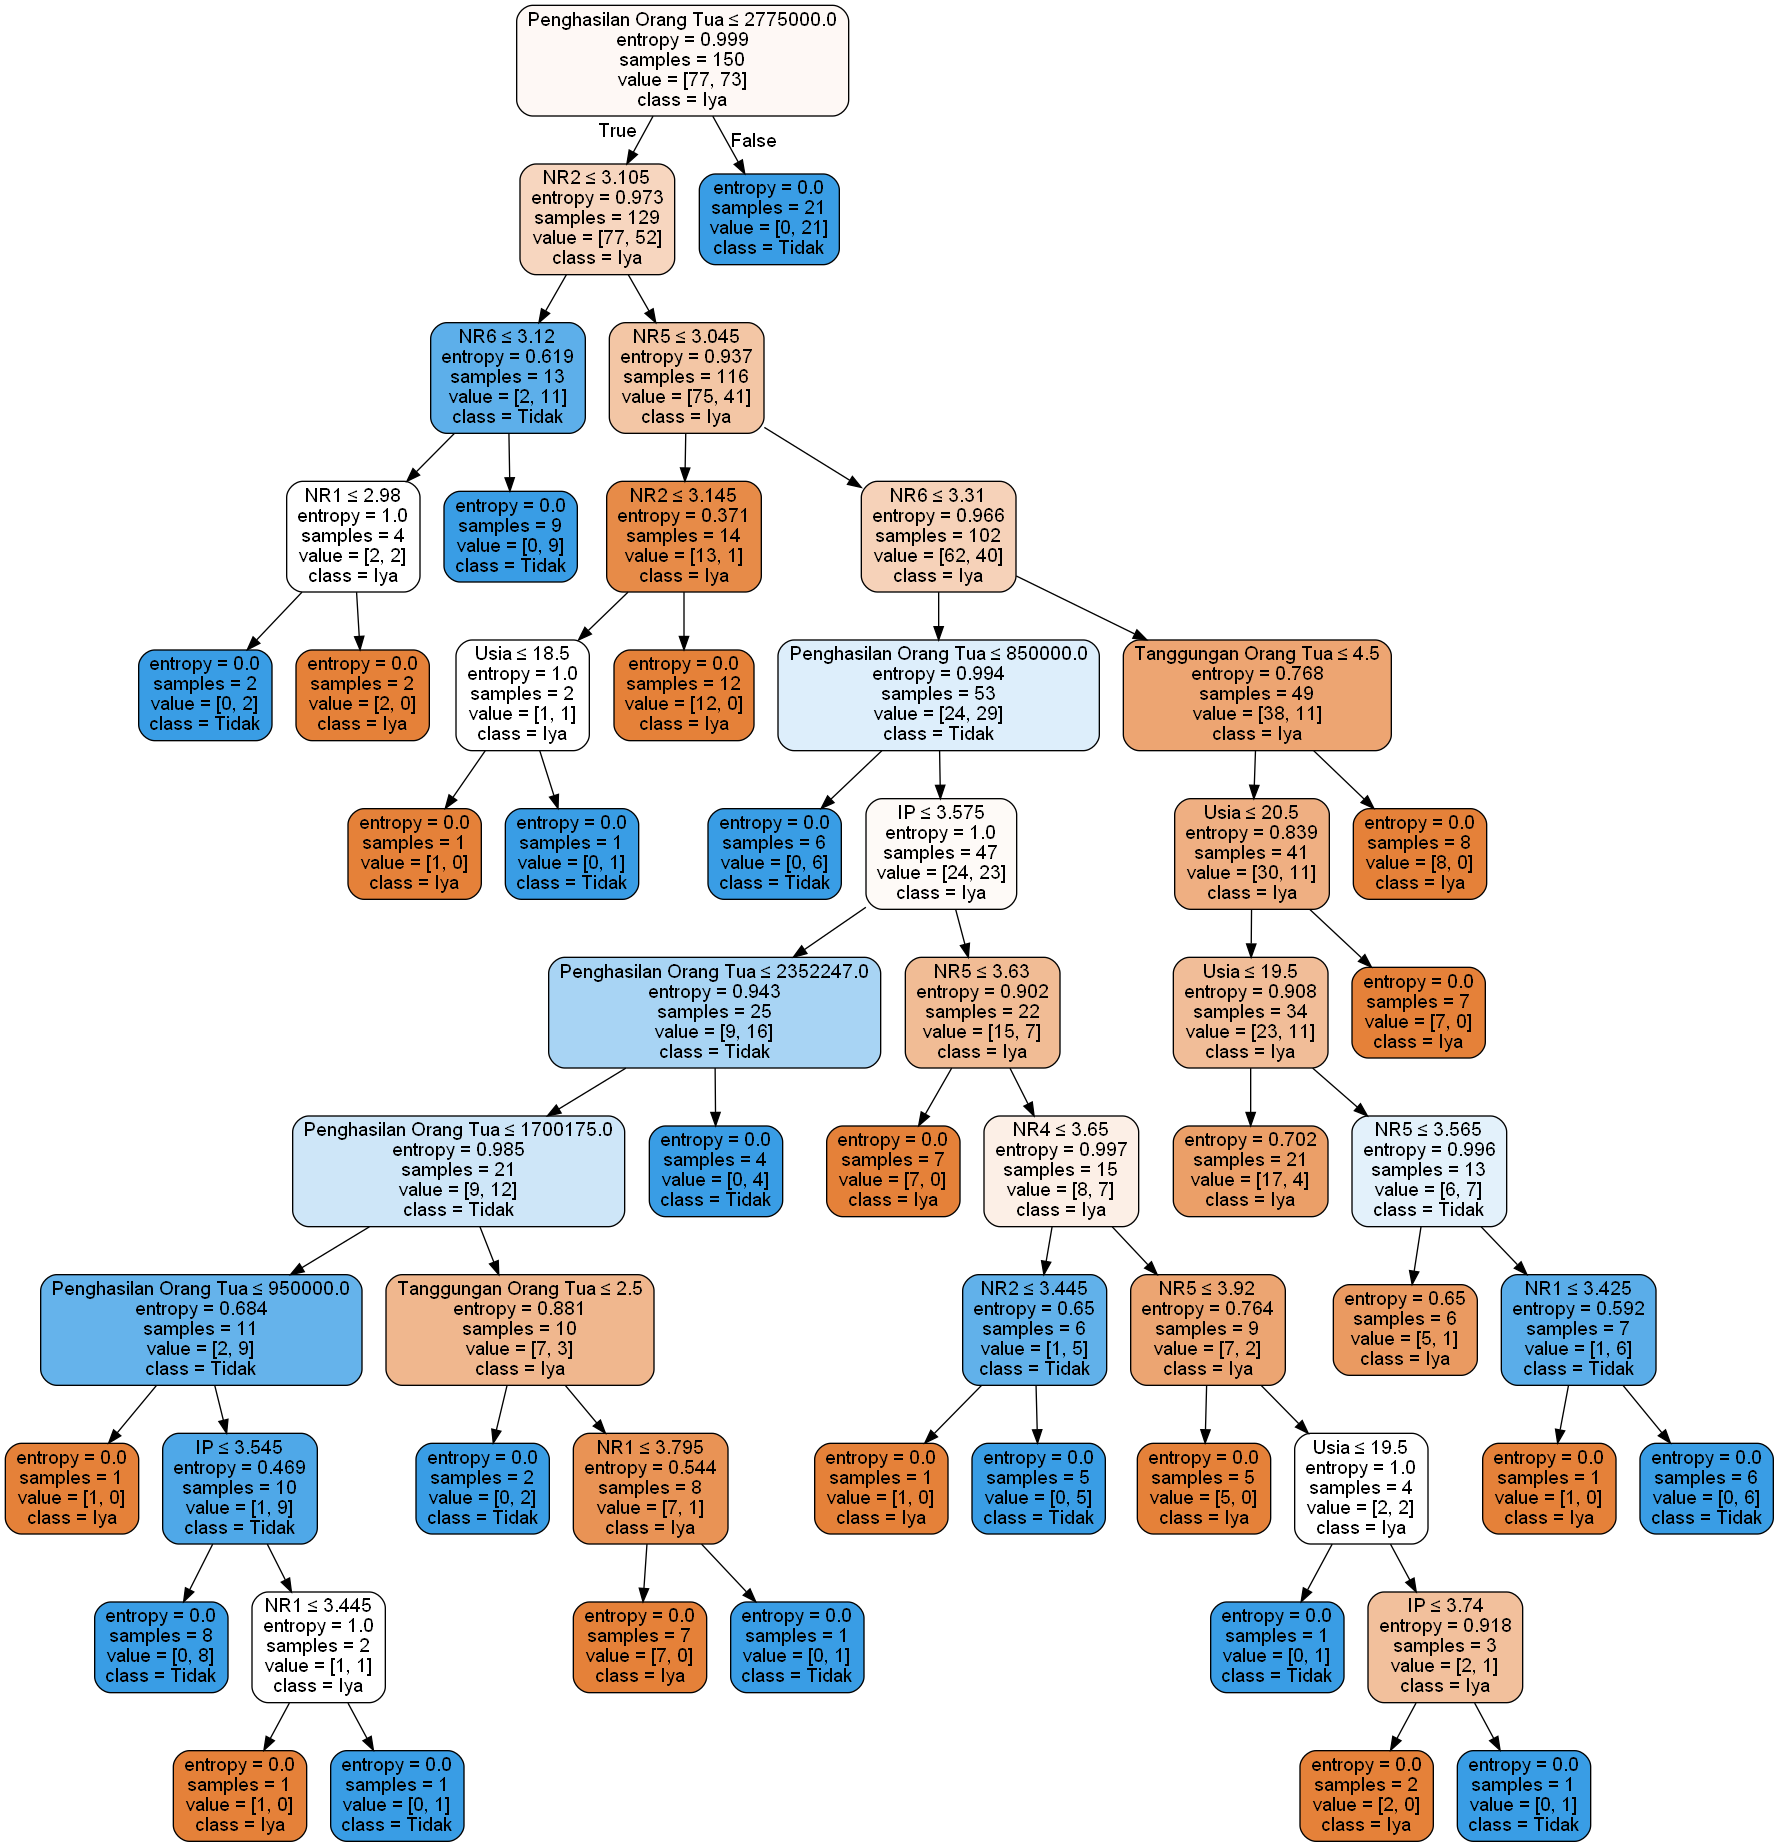 Penghasilan Orang Tua ≤ 2775000.0
entropy = 0.999
samples = 150
value = [77, 73]
class = Iya
True
False
NR2 ≤ 3.105
entropy = 0.973
samples = 129
value = [77, 52]
class = Iya
entropy = 0.0
samples = 21
value = [0, 21]
class = Tidak
NR6 ≤ 3.12
entropy = 0.619
samples = 13
value = [2, 11]
class = Tidak
NR5 ≤ 3.045
entropy = 0.937
samples = 116
value = [75, 41]
class = Iya
NR1 ≤ 2.98
entropy = 1.0
samples = 4
value = [2, 2]
class = Iya
entropy = 0.0
samples = 9
value = [0, 9]
class = Tidak
NR2 ≤ 3.145
entropy = 0.371
samples = 14
value = [13, 1]
class = Iya
NR6 ≤ 3.31
entropy = 0.966
samples = 102
value = [62, 40]
class = Iya
entropy = 0.0
samples = 2
value = [0, 2]
class = Tidak
entropy = 0.0
samples = 2
value = [2, 0]
class = Iya
Usia ≤ 18.5
entropy = 1.0
samples = 2
value = [1, 1]
class = Iya
entropy = 0.0
samples = 12
value = [12, 0]
class = Iya
Penghasilan Orang Tua ≤ 850000.0
entropy = 0.994
samples = 53
value = [24, 29]
class = Tidak
Tanggungan Orang Tua ≤ 4.5
entropy = 0.768
samples = 49
value = [38, 11]
class = Iya
entropy = 0.0
samples = 1
value = [1, 0]
class = Iya
entropy = 0.0
samples = 1
value = [0, 1]
class = Tidak
entropy = 0.0
samples = 6
value = [0, 6]
class = Tidak
IP ≤ 3.575
entropy = 1.0
samples = 47
value = [24, 23]
class = Iya
Usia ≤ 20.5
entropy = 0.839
samples = 41
value = [30, 11]
class = Iya
entropy = 0.0
samples = 8
value = [8, 0]
class = Iya
Penghasilan Orang Tua ≤ 2352247.0
entropy = 0.943
samples = 25
value = [9, 16]
class = Tidak
NR5 ≤ 3.63
entropy = 0.902
samples = 22
value = [15, 7]
class = Iya
Usia ≤ 19.5
entropy = 0.908
samples = 34
value = [23, 11]
class = Iya
entropy = 0.0
samples = 7
value = [7, 0]
class = Iya
Penghasilan Orang Tua ≤ 1700175.0
entropy = 0.985
samples = 21
value = [9, 12]
class = Tidak
entropy = 0.0
samples = 4
value = [0, 4]
class = Tidak
entropy = 0.0
samples = 7
value = [7, 0]
class = Iya
NR4 ≤ 3.65
entropy = 0.997
samples = 15
value = [8, 7]
class = Iya
entropy = 0.702
samples = 21
value = [17, 4]
class = Iya
NR5 ≤ 3.565
entropy = 0.996
samples = 13
value = [6, 7]
class = Tidak
Penghasilan Orang Tua ≤ 950000.0
entropy = 0.684
samples = 11
value = [2, 9]
class = Tidak
Tanggungan Orang Tua ≤ 2.5
entropy = 0.881
samples = 10
value = [7, 3]
class = Iya
NR2 ≤ 3.445
entropy = 0.65
samples = 6
value = [1, 5]
class = Tidak
NR5 ≤ 3.92
entropy = 0.764
samples = 9
value = [7, 2]
class = Iya
entropy = 0.65
samples = 6
value = [5, 1]
class = Iya
NR1 ≤ 3.425
entropy = 0.592
samples = 7
value = [1, 6]
class = Tidak
entropy = 0.0
samples = 1
value = [1, 0]
class = Iya
IP ≤ 3.545
entropy = 0.469
samples = 10
value = [1, 9]
class = Tidak
entropy = 0.0
samples = 2
value = [0, 2]
class = Tidak
NR1 ≤ 3.795
entropy = 0.544
samples = 8
value = [7, 1]
class = Iya
entropy = 0.0
samples = 1
value = [1, 0]
class = Iya
entropy = 0.0
samples = 5
value = [0, 5]
class = Tidak
entropy = 0.0
samples = 5
value = [5, 0]
class = Iya
Usia ≤ 19.5
entropy = 1.0
samples = 4
value = [2, 2]
class = Iya
entropy = 0.0
samples = 1
value = [1, 0]
class = Iya
entropy = 0.0
samples = 6
value = [0, 6]
class = Tidak
entropy = 0.0
samples = 8
value = [0, 8]
class = Tidak
NR1 ≤ 3.445
entropy = 1.0
samples = 2
value = [1, 1]
class = Iya
entropy = 0.0
samples = 7
value = [7, 0]
class = Iya
entropy = 0.0
samples = 1
value = [0, 1]
class = Tidak
entropy = 0.0
samples = 1
value = [0, 1]
class = Tidak
IP ≤ 3.74
entropy = 0.918
samples = 3
value = [2, 1]
class = Iya
entropy = 0.0
samples = 1
value = [1, 0]
class = Iya
entropy = 0.0
samples = 1
value = [0, 1]
class = Tidak
entropy = 0.0
samples = 2
value = [2, 0]
class = Iya
entropy = 0.0
samples = 1
value = [0, 1]
class = Tidak